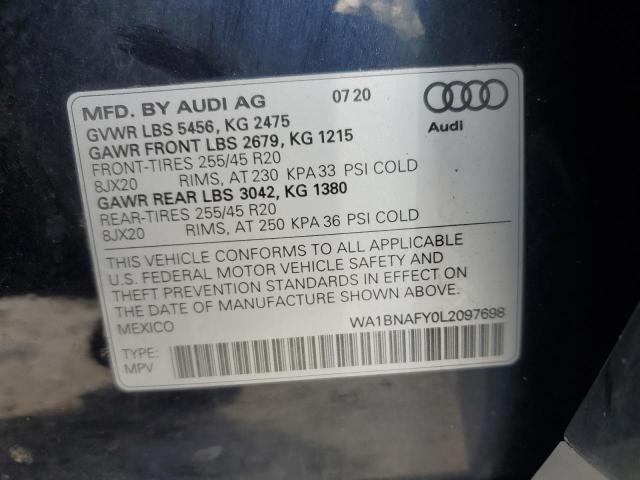 MFD. BY AUDI AG 07 20
GVWR LBS 5456, KG 2475
Audi
GAWR FRONT LBS 2679, KG 1215
FRONT-TIRES 255/45 R20
8JX20 RIMS, AT 230 KPA 33 PSI COLD
GAWR REAR LBS 3042, KG 1380
REAR-TIRES 255/45 R20
8JX20 RIMS, AT 250 KPA 36 PSI COLD
THIS VEHICLE CONFORMS TO ALL APPLICABLE
U.S. FEDERAL MOTOR VEHICLE SAFETY AND
THEFT PROTECTION STANDARDS IN EFFECT ON
THE DATE OF MANUFACTURE SHOWN ABOVE.
MEXICO WA1BNAFY0L2097698
TYPE:
MPV